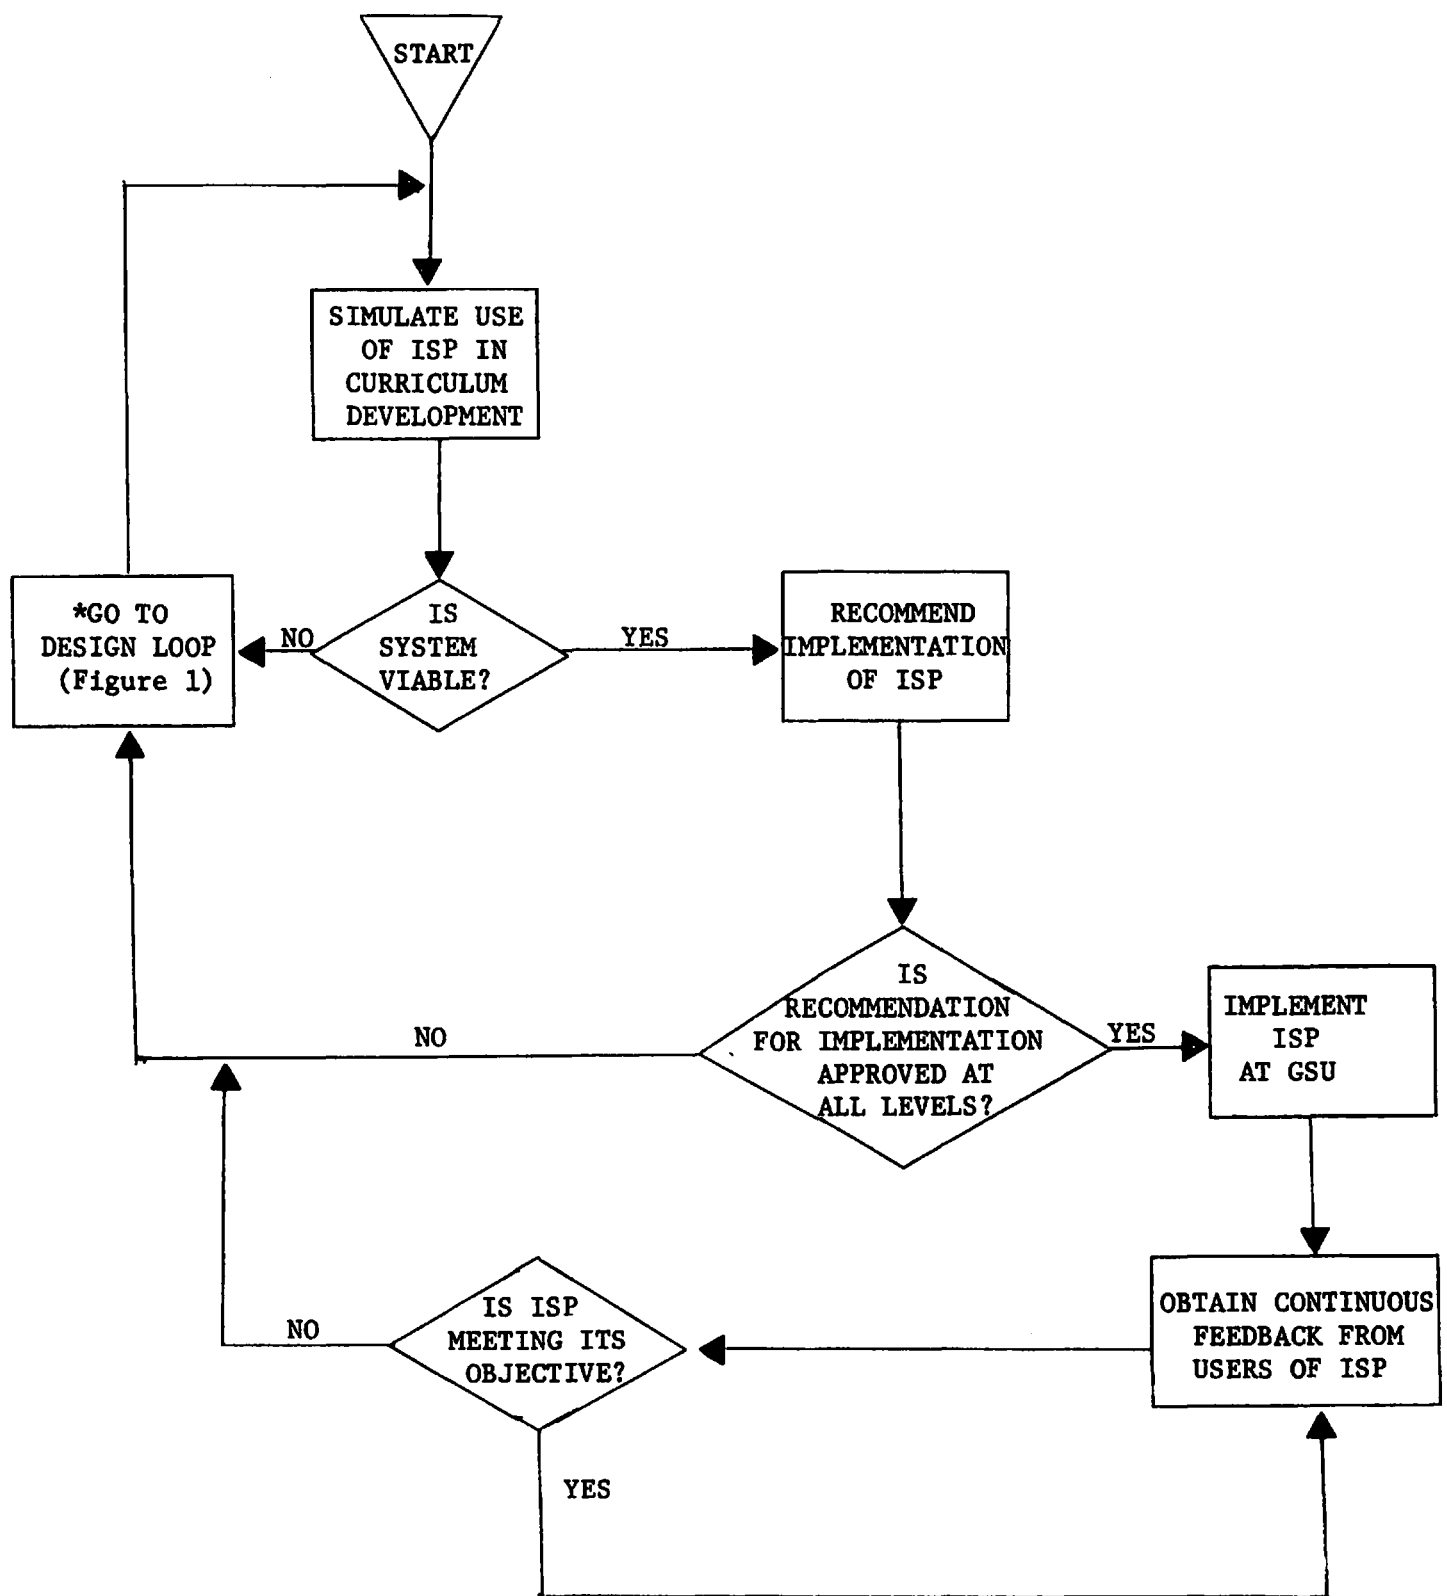 START
SIMULATE USE
OF ISP IN
CURRICULUM
DEVELOPMENT
*GO TO
DESIGN LOOP
(Figure 1)
NO
IS
SYSTEM
VIABLE?
YES
RECOMMEND
IMPLEMENTATION
OF ISP
NO
IS
RECOMMENDATION
FOR IMPLEMENTATION
APPROVED AT
ALL LEVELS?
YES
IMPLEMENT
ISP
AT GSU
NO
IS ISP
MEETING ITS
OBJECTIVE?
OBTAIN CONTINUOUS
FEEDBACK FROM
USERS OF ISP
YES